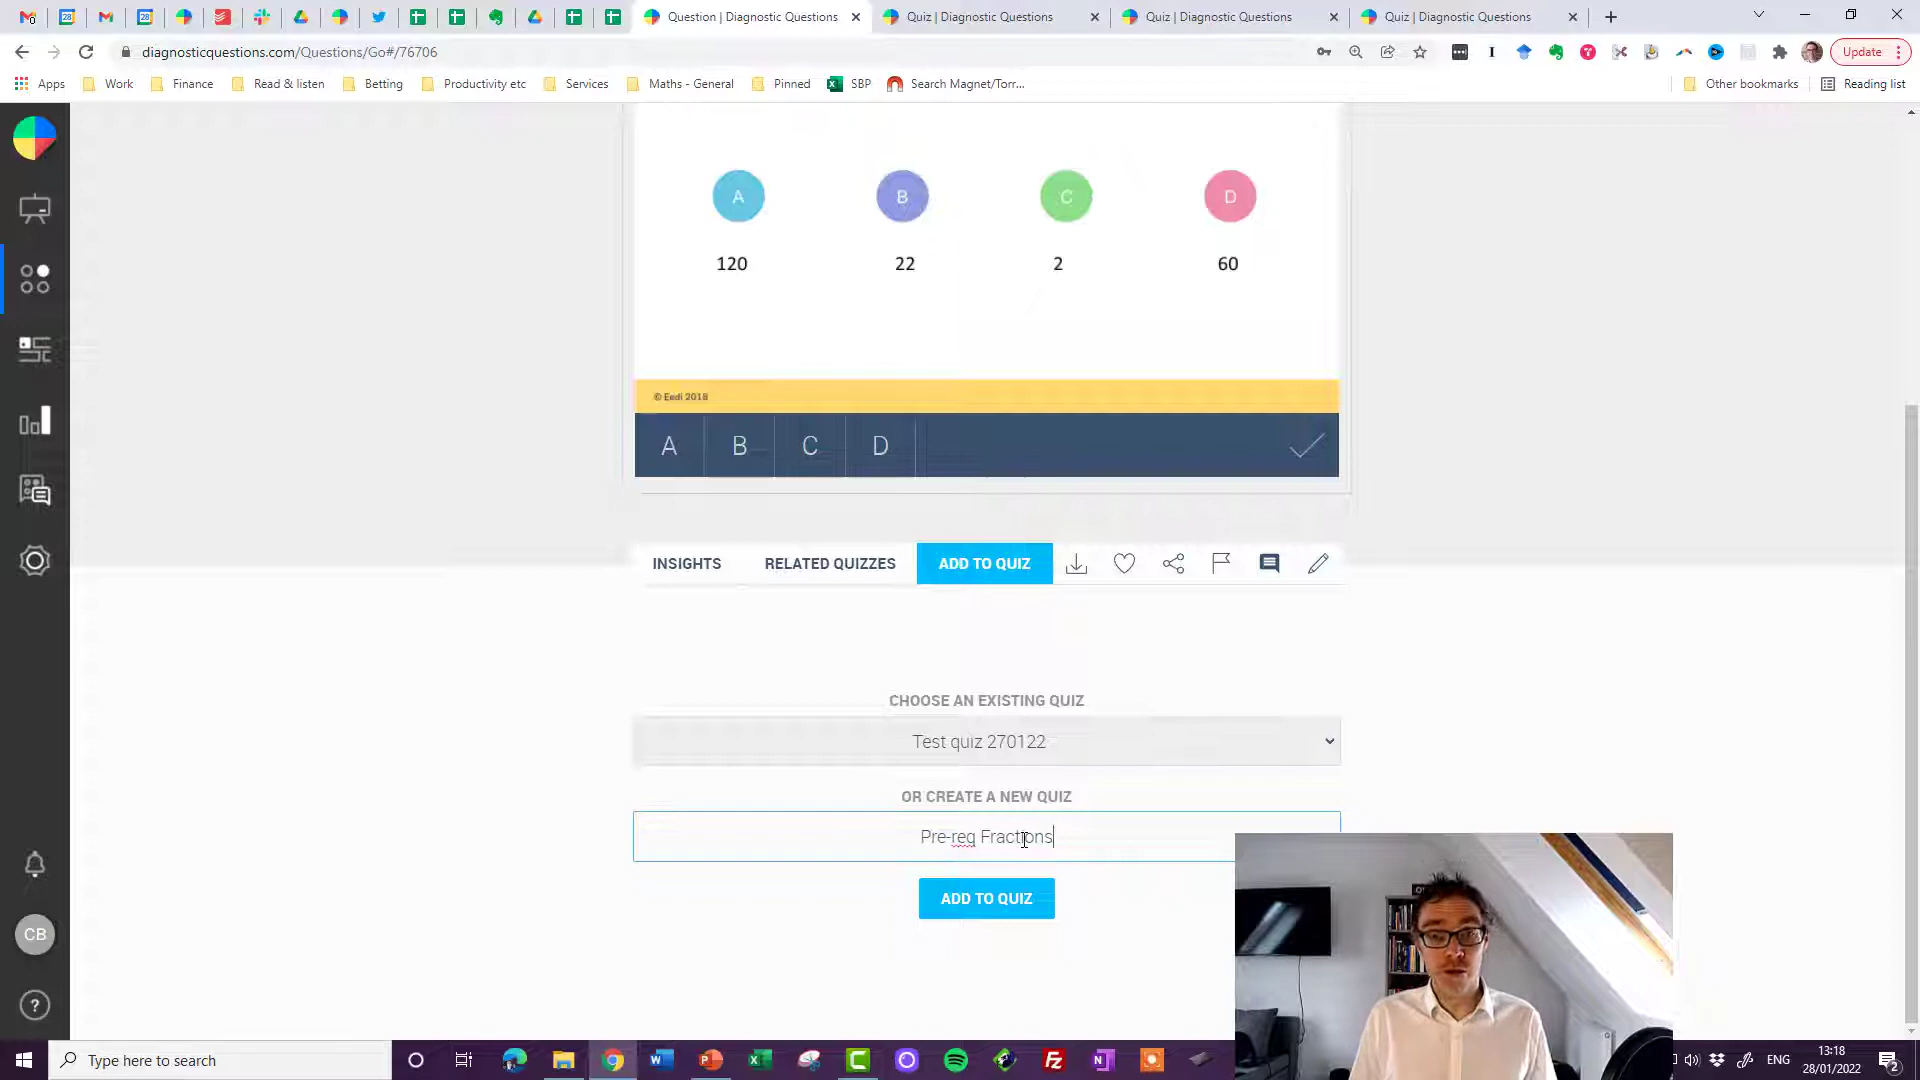 Question | Diagnostic Questions
Quiz | Diagnostic Questions
Quiz | Diagnostic Questions
Quiz | Diagnostic Questions
diagnosticquestions.com/Questions/Go#/76706
Update
Apps
Work
Finance
Read & listen
Betting
Productivity etc
Services
Maths - General
Pinned
SBP
Search Magnet/Torr...
Other bookmarks
Reading list
A
B
C
D
120
22
2
60
© Eedi 2018
A
B
C
D
INSIGHTS
RELATED QUIZZES
ADD TO QUIZ
CHOOSE AN EXISTING QUIZ
Test quiz 270122
OR CREATE A NEW QUIZ
Pre-req Fractions
ADD TO QUIZ
CB
?
Type here to search
ENG
13:18
28/01/2022
2